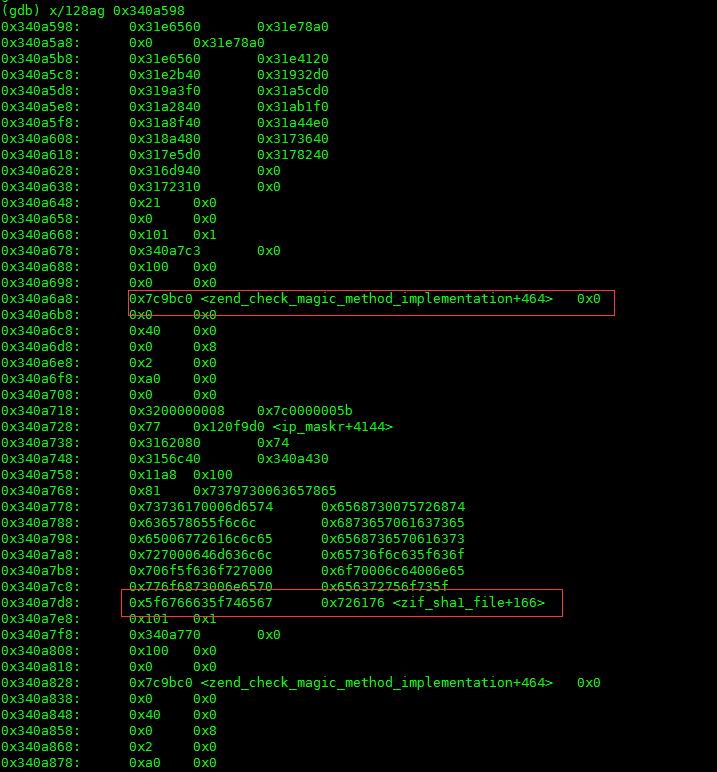 (gdb) x/128ag 0x340a598
0x340a598: 0x31e6560 0x31e78a0
0x340a5a8: 0x0 0x31e78a0
0x340a5b8: 0x31e6560 0x31e4120
0x340a5c8: 0x31e2b40 0x31932d0
0x340a5d8: 0x319a3f0 0x31a5cd0
0x340a5e8: 0x31a2840 0x31ab1f0
0x340a5f8: 0x31a8f40 0x31a44e0
0x340a608: 0x318a480 0x3173640
0x340a618: 0x317e5d0 0x3178240
0x340a628: 0x316d940 0x0
0x340a638: 0x3172310 0x0
0x340a648: 0x21 0x0
0x340a658: 0x0 0x0
0x340a668: 0x101 0x1
0x340a678: 0x340a7c3 0x0
0x340a688: 0x100 0x0
0x340a698: 0x0 0x0
0x340a6a8: 0x7c9bc0 <zend_check_magic_method_implementation+464> 0x0
0x340a6b8: 0x0 0x0
0x340a6c8: 0x40 0x0
0x340a6d8: 0x0 0x8
0x340a6e8: 0x2 0x0
0x340a6f8: 0xa0 0x0
0x340a708: 0x0 0x0
0x340a718: 0x3200000008 0x7c0000005b
0x340a728: 0x77 0x120f9d0 <ip_maskr+4144>
0x340a738: 0x3162080 0x74
0x340a748: 0x3156c40 0x340a430
0x340a758: 0x11a8 0x100
0x340a768: 0x81 0x7379730063657865
0x340a778: 0x73736170006d6574 0x6568730075726874
0x340a788: 0x636578655f6c6c 0x6873657061637365
0x340a798: 0x65006772616c6c65 0x6568736570616373
0x340a7a8: 0x727000646d636c6c 0x65736f6c635f636f
0x340a7b8: 0x706f5f636f727000 0x6f70006c64006e65
0x340a7c8: 0x776f6873006e6570 0x656372756f735f
0x340a7d8: 0x5f6766635f746567 0x726176 <zif_sha1_file+166>
0x340a7e8: 0x101 0x1
0x340a7f8: 0x340a770 0x0
0x340a808: 0x100 0x0
0x340a818: 0x0 0x0
0x340a828: 0x7c9bc0 <zend_check_magic_method_implementation+464> 0x0
0x340a838: 0x0 0x0
0x340a848: 0x40 0x0
0x340a858: 0x0 0x8
0x340a868: 0x2 0x0
0x340a878: 0xa0 0x0